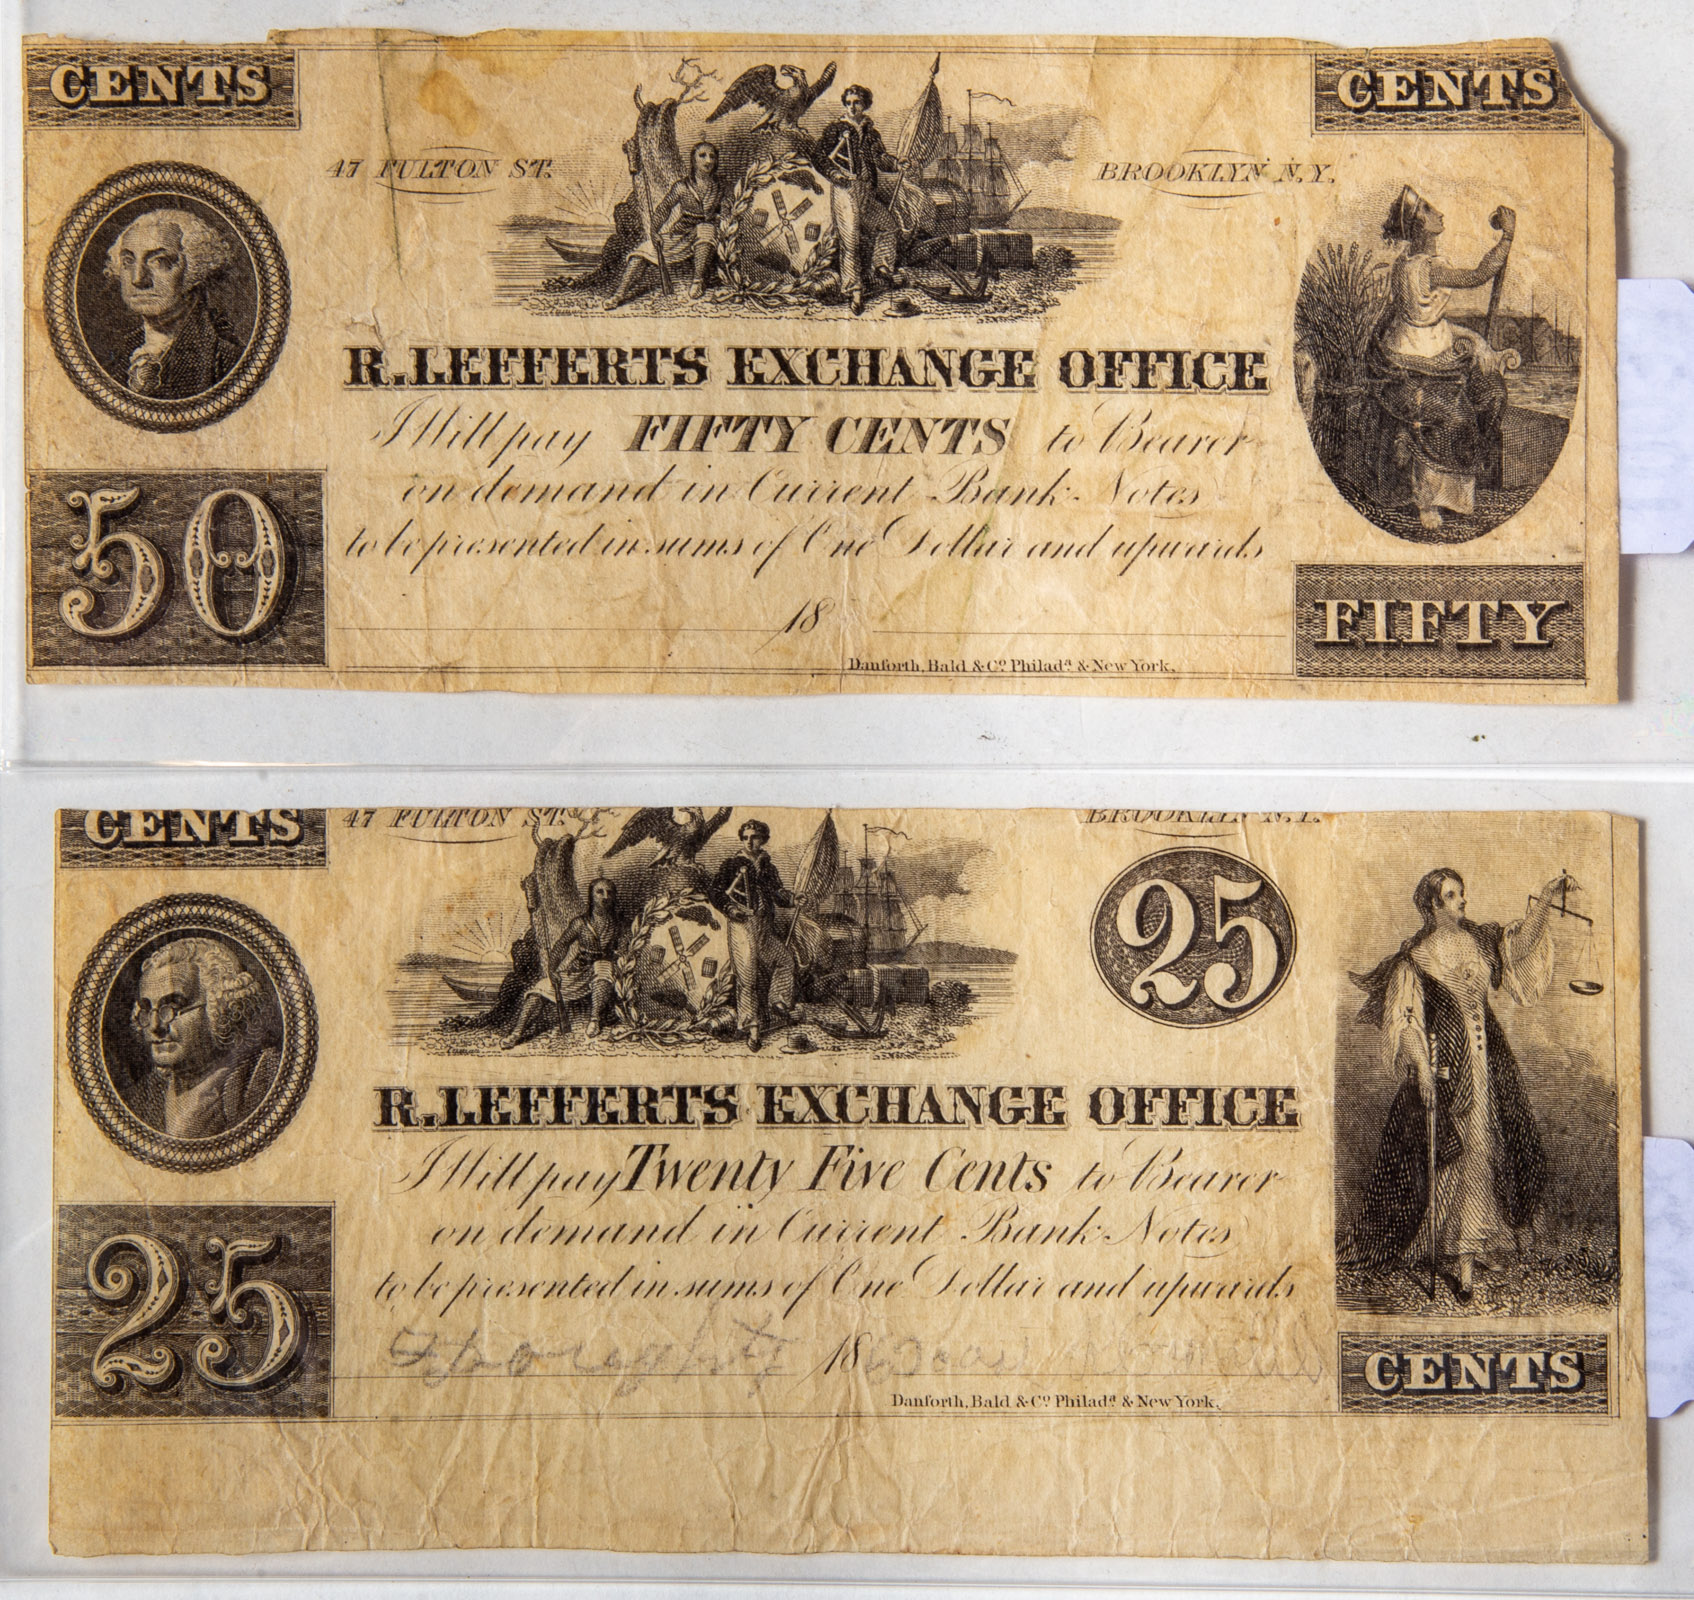 CENTS CENTS
47 FULTON ST. BROOKLYN N.Y.
R. LEFFERTS EXCHANGE OFFICE
I Will pay FIFTY CENTS to Bearer
on demand in Current Bank Notes
to be presented in sums of One Dollar and upwards
50 18 FIFTY
Danforth, Bald & Co. Philada. & New York.
CENTS 47 FULTON ST. BROOKLYN N.Y.
25
R. LEFFERTS EXCHANGE OFFICE
I Will pay Twenty Five Cents to Bearer
on demand in Current Bank Notes
to be presented in sums of One Dollar and upwards
25 18 CENTS
Danforth, Bald & Co. Philada. & New York.